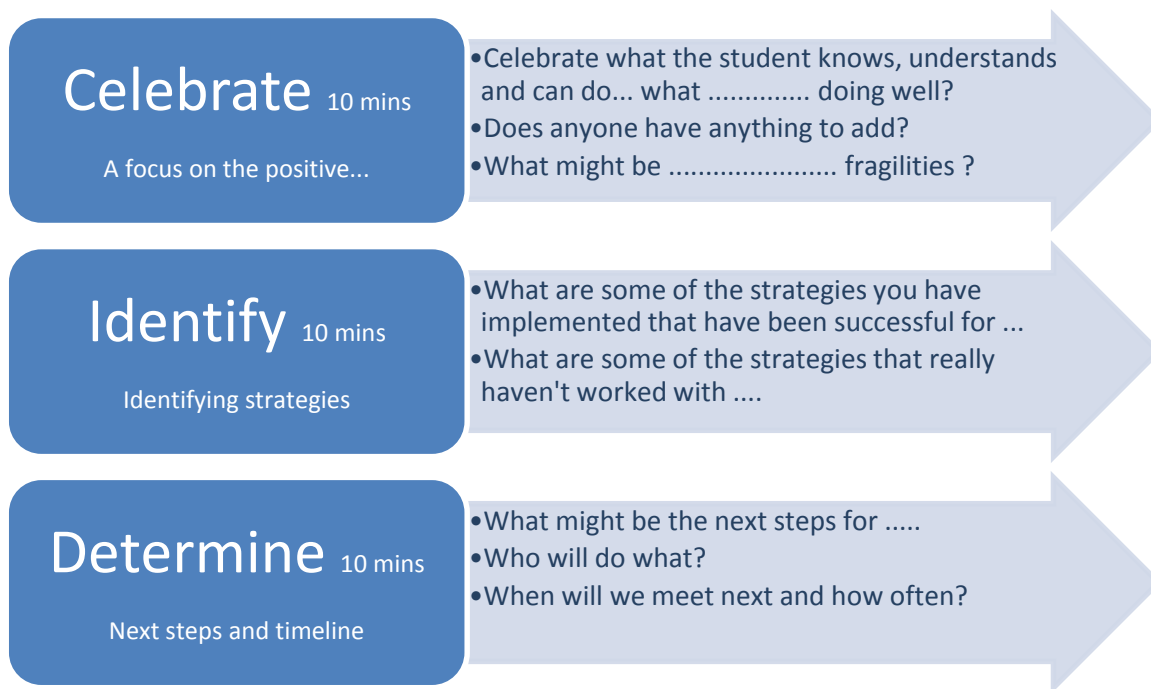 Celebrate 10 mins
A focus on the positive...
•Celebrate what the student knows, understands
and can do... what .............. doing well?
•Does anyone have anything to add?
•What might be ....................... fragilities ?
Identify 10 mins
Identifying strategies
•What are some of the strategies you have
implemented that have been successful for ...
•What are some of the strategies that really
haven't worked with ....
Determine 10 mins
Next steps and timeline
•What might be the next steps for .....
•Who will do what?
•When will we meet next and how often?